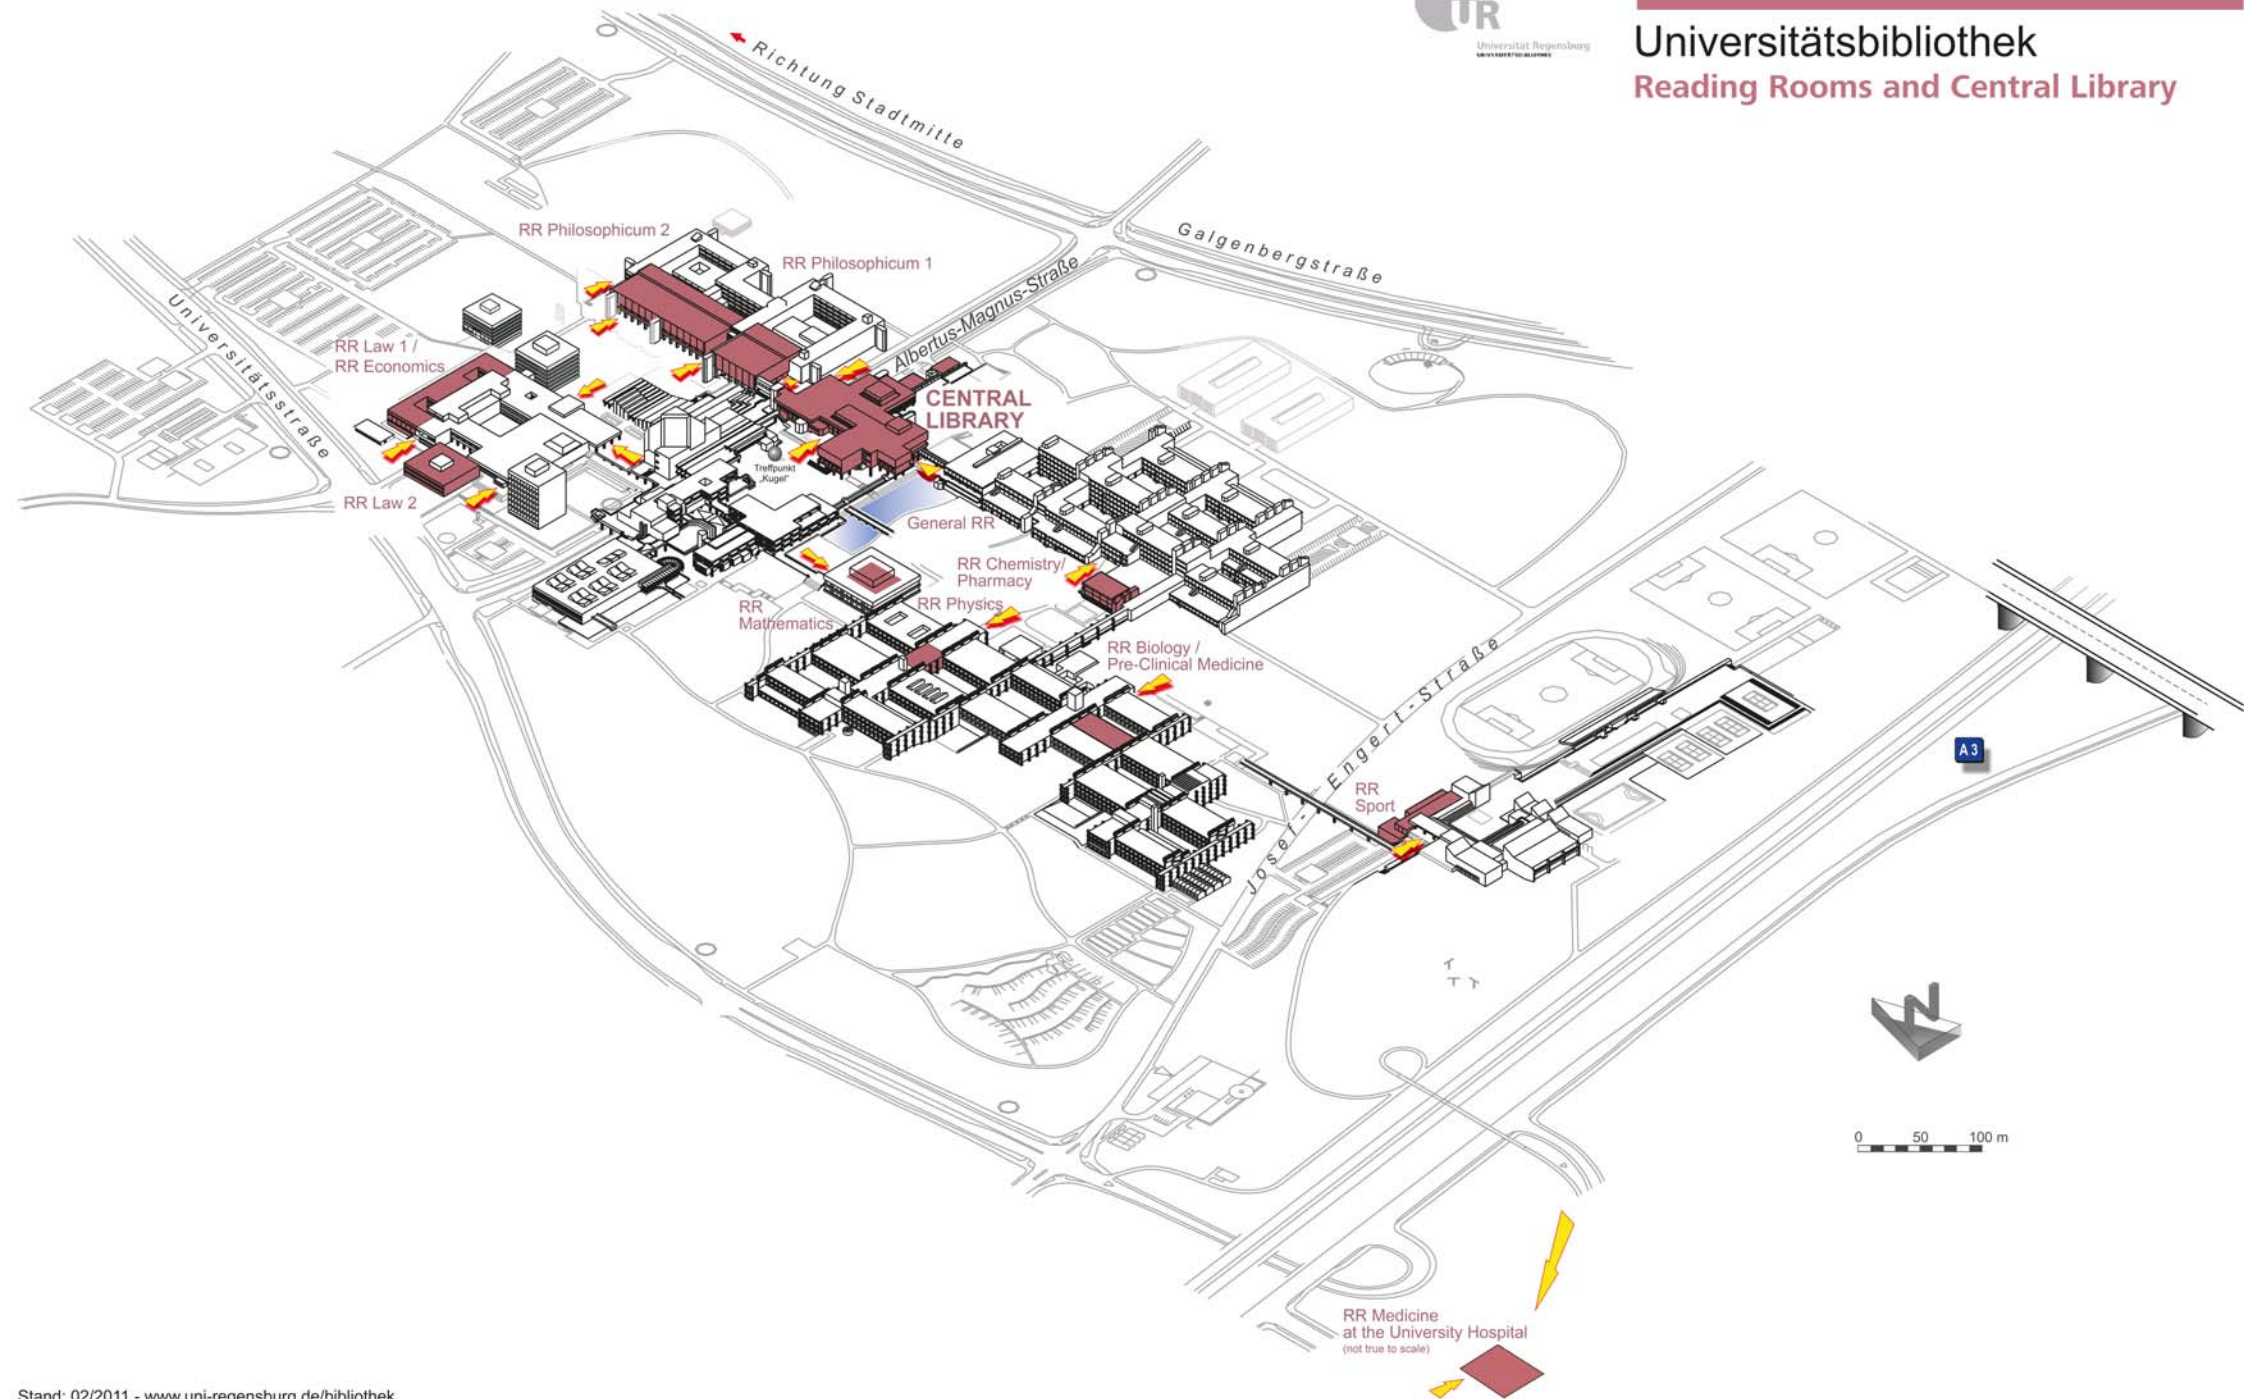 UR
Universität Regensburg
UNIVERSITÄTSBIBLIOTHEK
Universitätsbibliothek
Reading Rooms and Central Library
Richtung Stadtmitte
Galgenbergstraße
Albertus-Magnus-Straße
Universitätsstraße
RR Philosophicum 2
RR Philosophicum 1
RR Law 1 /
RR Economics
CENTRAL
LIBRARY
Treffpunkt
„Kugel“
RR Law 2
General RR
RR Chemistry/
Pharmacy
RR
Mathematics
RR Physics
RR Biology /
Pre-Clinical Medicine
Josef-Engert-Straße
RR
Sport
A3
N
0 50 100 m
RR Medicine
at the University Hospital
(not true to scale)
Stand: 02/2011 - www.uni-regensburg.de/bibliothek